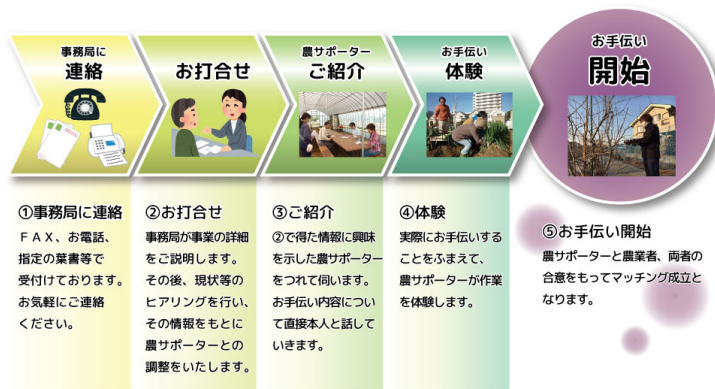 事務局に
連絡
お打合せ
農サポーター
ご紹介
お手伝い
体験
お手伝い
開始
①事務局に連絡
ＦＡＸ、お電話、
指定の葉書等で
受付けております。
お気軽にご連絡
ください。
②お打合せ
事務局が事業の詳細
をご説明します。
その後、現状等の
ヒアリングを行い、
その情報をもとに
農サポーターとの
調整をいたします。
③ご紹介
②で得た情報に興味
を示した農サポーター
をつれて伺います。
お手伝い内容につい
て直接本人と話して
いきます。
④体験
実際にお手伝いする
ことをふまえて、
農サポーターが作業
を体験します。
⑤お手伝い開始
農サポーターと農業者、両者の
合意をもってマッチング成立と
なります。